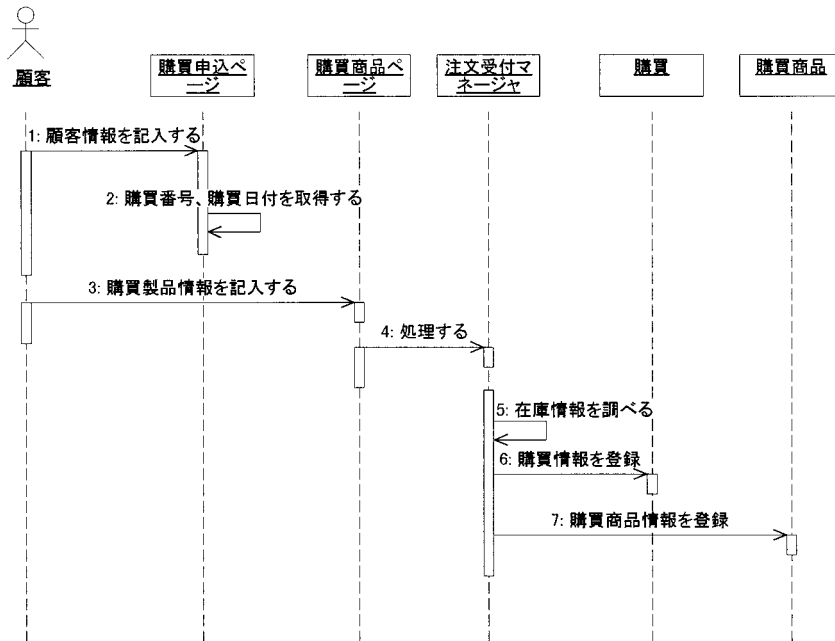 顧客
購買申込ペ
ージ
購買商品ペ
ージ
注文受付マ
ネージャ
購買
購買商品
1: 顧客情報を記入する
2: 購買番号、購買日付を取得する
3: 購買製品情報を記入する
4: 処理する
5: 在庫情報を調べる
6: 購買情報を登録
7: 購買商品情報を登録